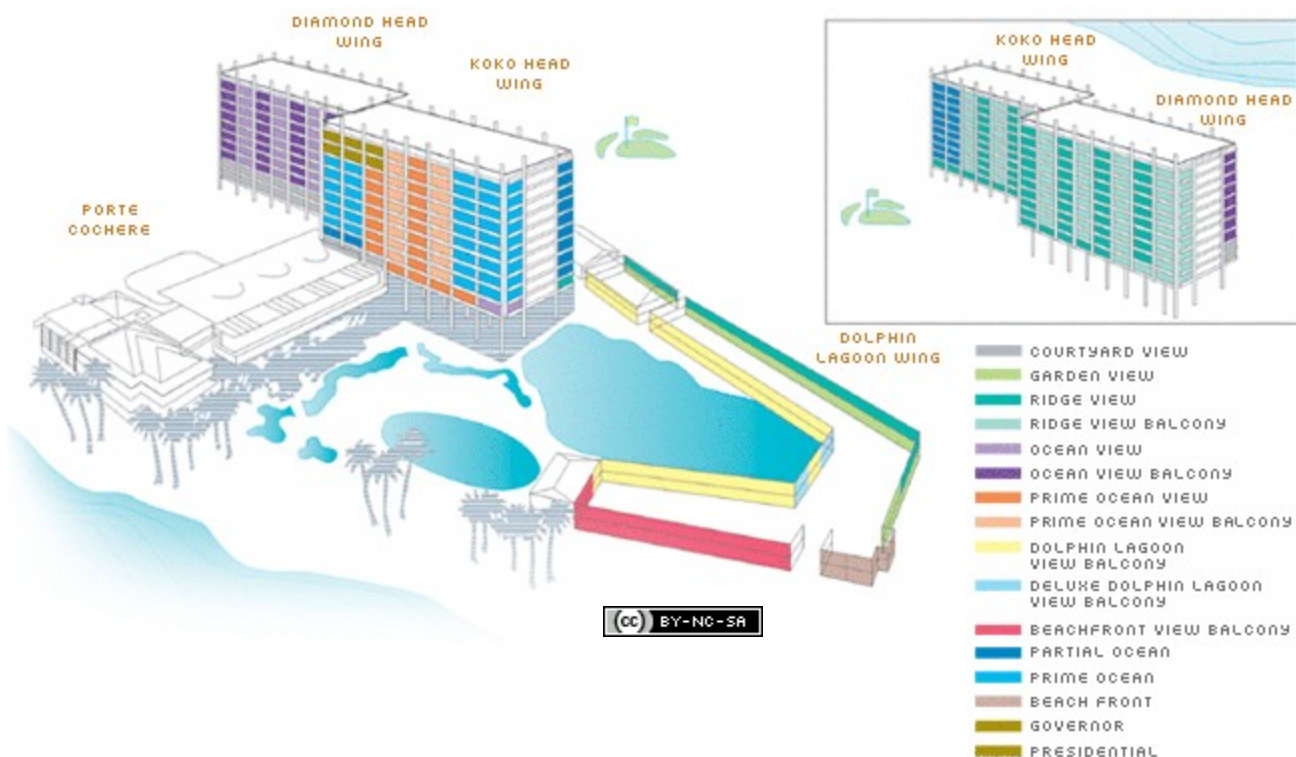 DIAMOND HEAD
WING
KOKO HEAD
WING
PORTE
COCHERE
DOLPHIN
LAGOON WING
KOKO HEAD
WING
DIAMOND HEAD
WING
COURTYARD VIEW
GARDEN VIEW
RIDGE VIEW
RIDGE VIEW BALCONY
OCEAN VIEW
OCEAN VIEW BALCONY
PRIME OCEAN VIEW
PRIME OCEAN VIEW BALCONY
DOLPHIN LAGOON
VIEW BALCONY
DELUXE DOLPHIN LAGOON
VIEW BALCONY
BEACHFRONT VIEW BALCONY
PARTIAL OCEAN
PRIME OCEAN
BEACH FRONT
GOVERNOR
PRESIDENTIAL
(cc) BY-NC-SA